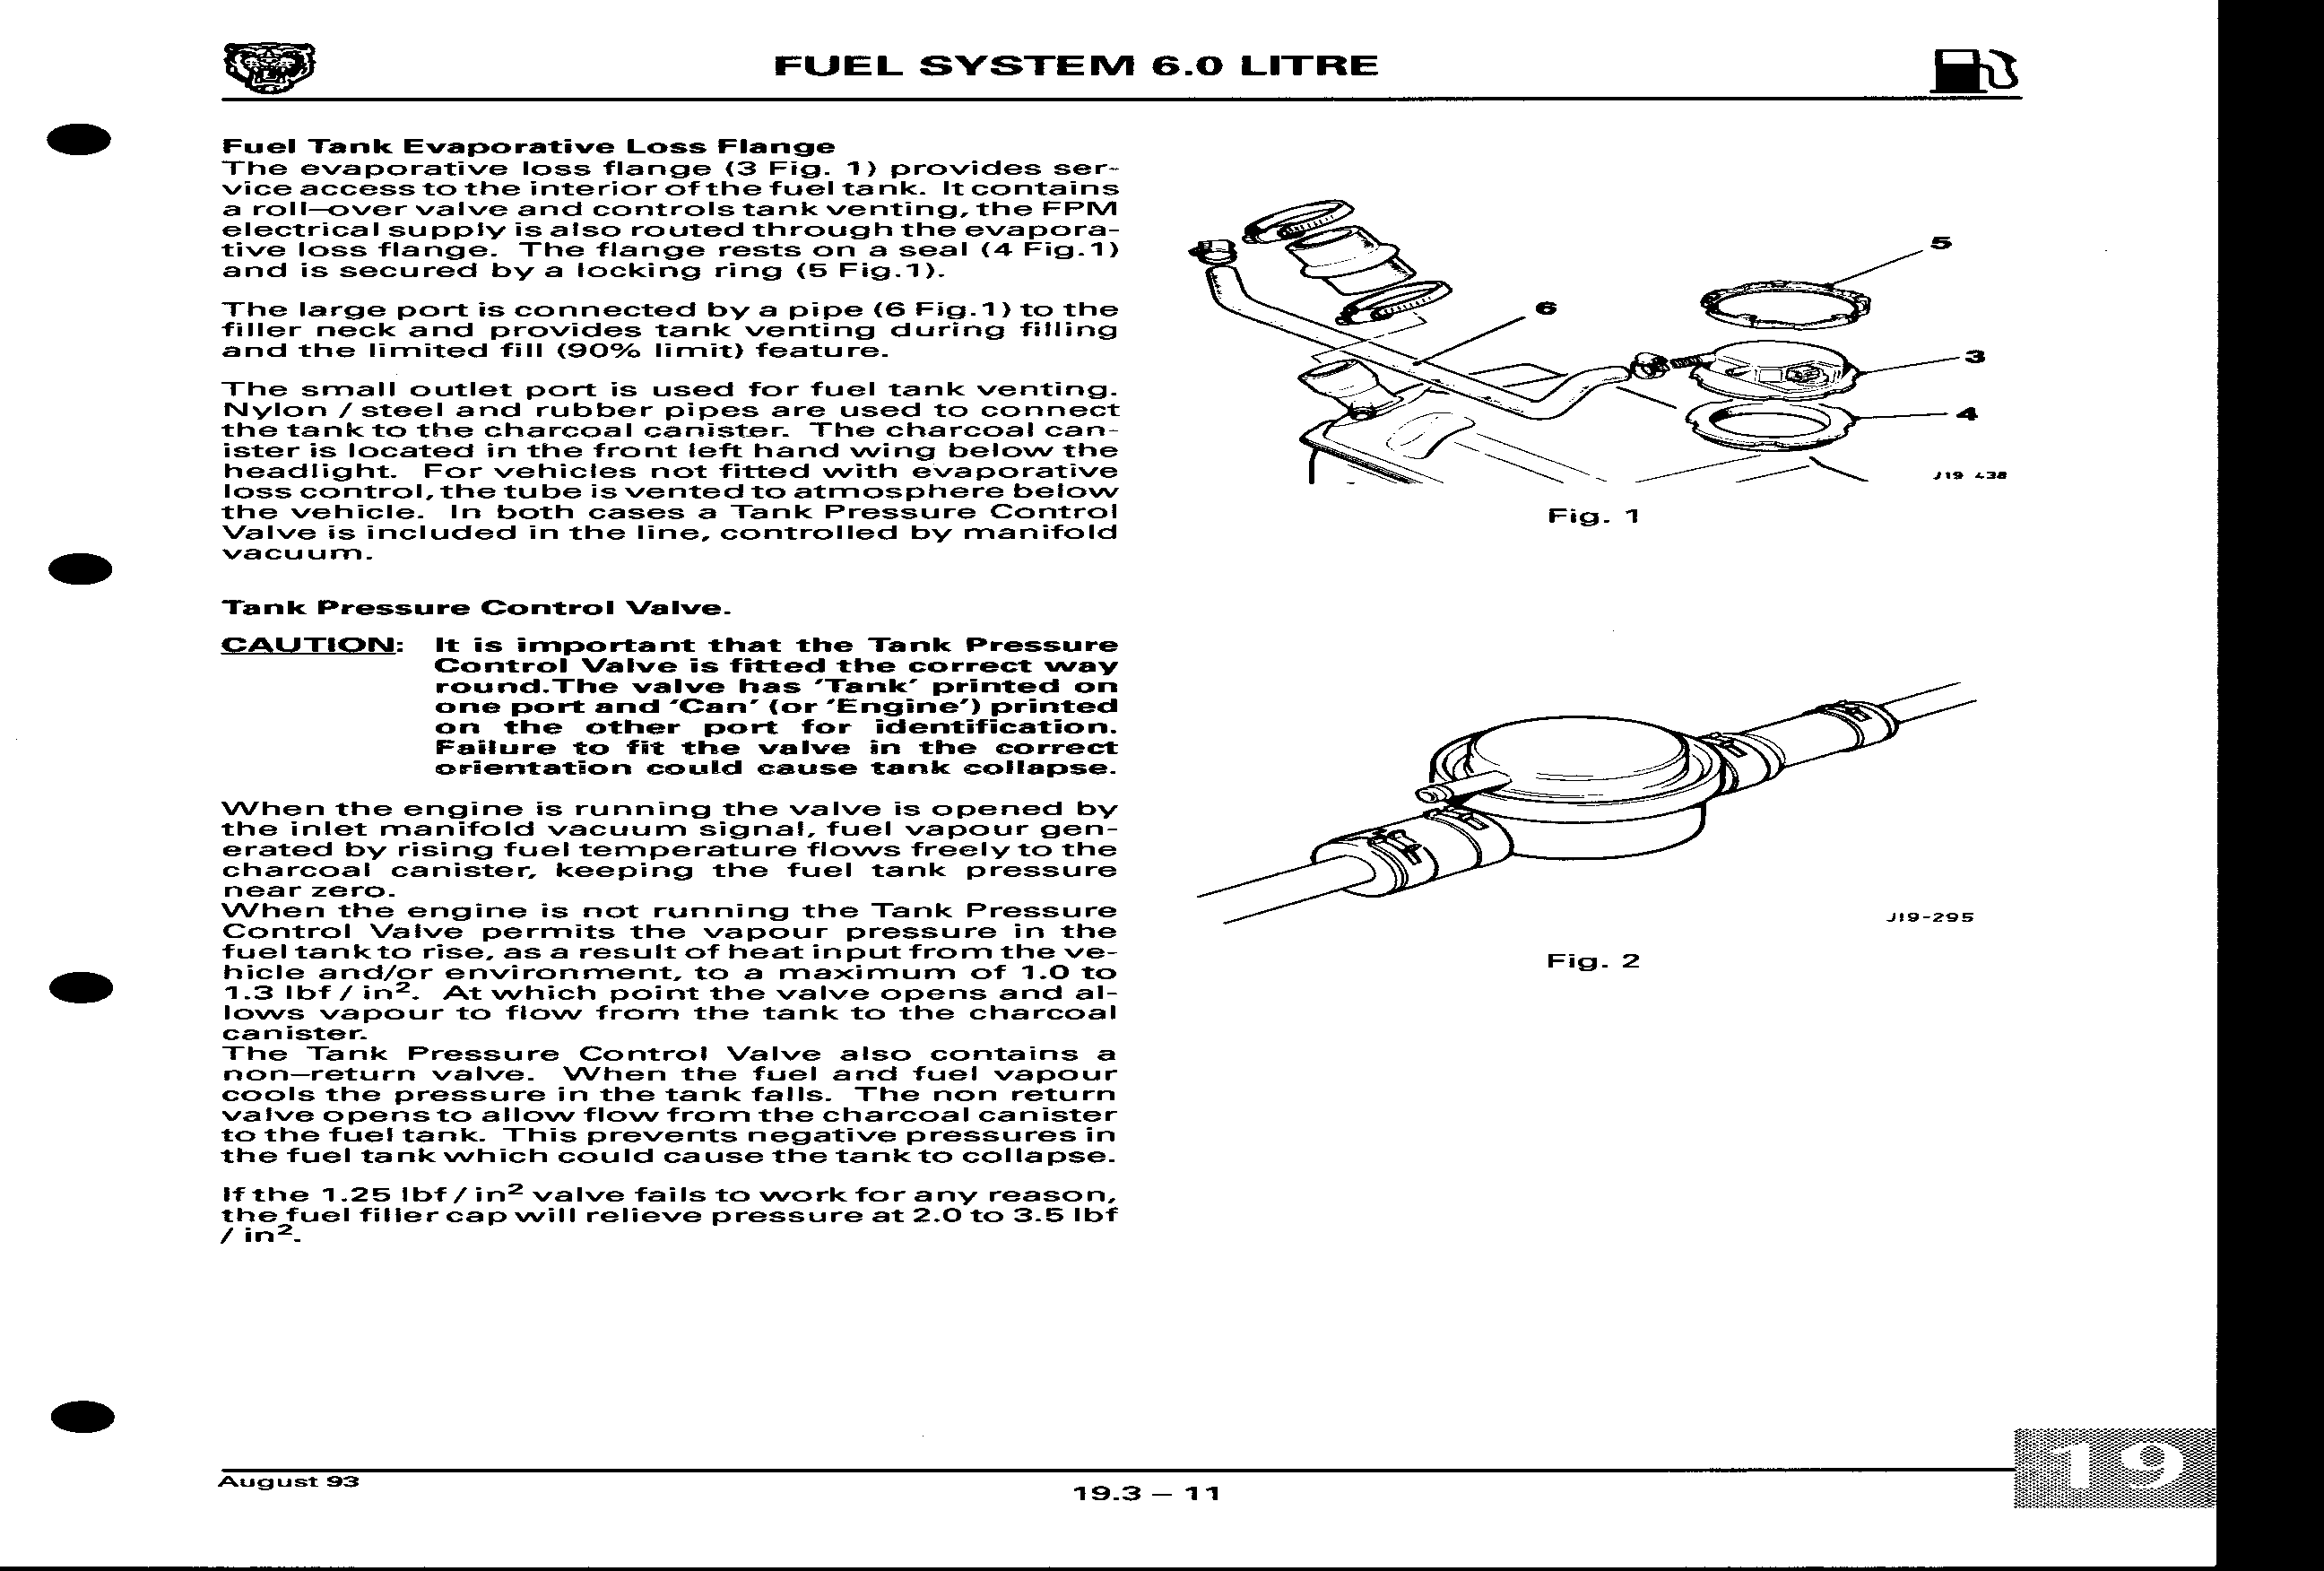 FUEL SYSTEM 6.0 LITRE
Fuel Tank Evaporative Loss Flange
The evaporative loss flange (3 Fig. 1) provides ser-
vice access to the interior of the fuel tank. It contains
a roll–over valve and controls tank venting, the FPM
electrical supply is also routed through the evapora-
tive loss flange. The flange rests on a seal (4 Fig.1)
and is secured by a locking ring (5 Fig.1).
The large port is connected by a pipe (6 Fig.1) to the
filler neck and provides tank venting during filling
and the limited fill (90% limit) feature.
The small outlet port is used for fuel tank venting.
Nylon / steel and rubber pipes are used to connect
the tank to the charcoal canister. The charcoal can-
ister is located in the front left hand wing below the
headlight. For vehicles not fitted with evaporative
loss control, the tube is vented to atmosphere below
the vehicle. In both cases a Tank Pressure Control
Valve is included in the line, controlled by manifold
vacuum.
Tank Pressure Control Valve.
CAUTION: It is important that the Tank Pressure
Control Valve is fitted the correct way
round.The valve has 'Tank' printed on
one port and 'Can' (or 'Engine') printed
on the other port for identification.
Failure to fit the valve in the correct
orientation could cause tank collapse.
When the engine is running the valve is opened by
the inlet manifold vacuum signal, fuel vapour gen-
erated by rising fuel temperature flows freely to the
charcoal canister, keeping the fuel tank pressure
near zero.
When the engine is not running the Tank Pressure
Control Valve permits the vapour pressure in the
fuel tank to rise, as a result of heat input from the ve-
hicle and/or environment, to a maximum of 1.0 to
1.3 lbf / in². At which point the valve opens and al-
lows vapour to flow from the tank to the charcoal
canister.
The Tank Pressure Control Valve also contains a
non–return valve. When the fuel and fuel vapour
cools the pressure in the tank falls. The non return
valve opens to allow flow from the charcoal canister
to the fuel tank. This prevents negative pressures in
the fuel tank which could cause the tank to collapse.
If the 1.25 lbf / in² valve fails to work for any reason,
the fuel filler cap will relieve pressure at 2.0 to 3.5 lbf
/ in².
5
6
3
4
J19 438
Fig. 1
J19-295
Fig. 2
August 93
19.3 – 11
19